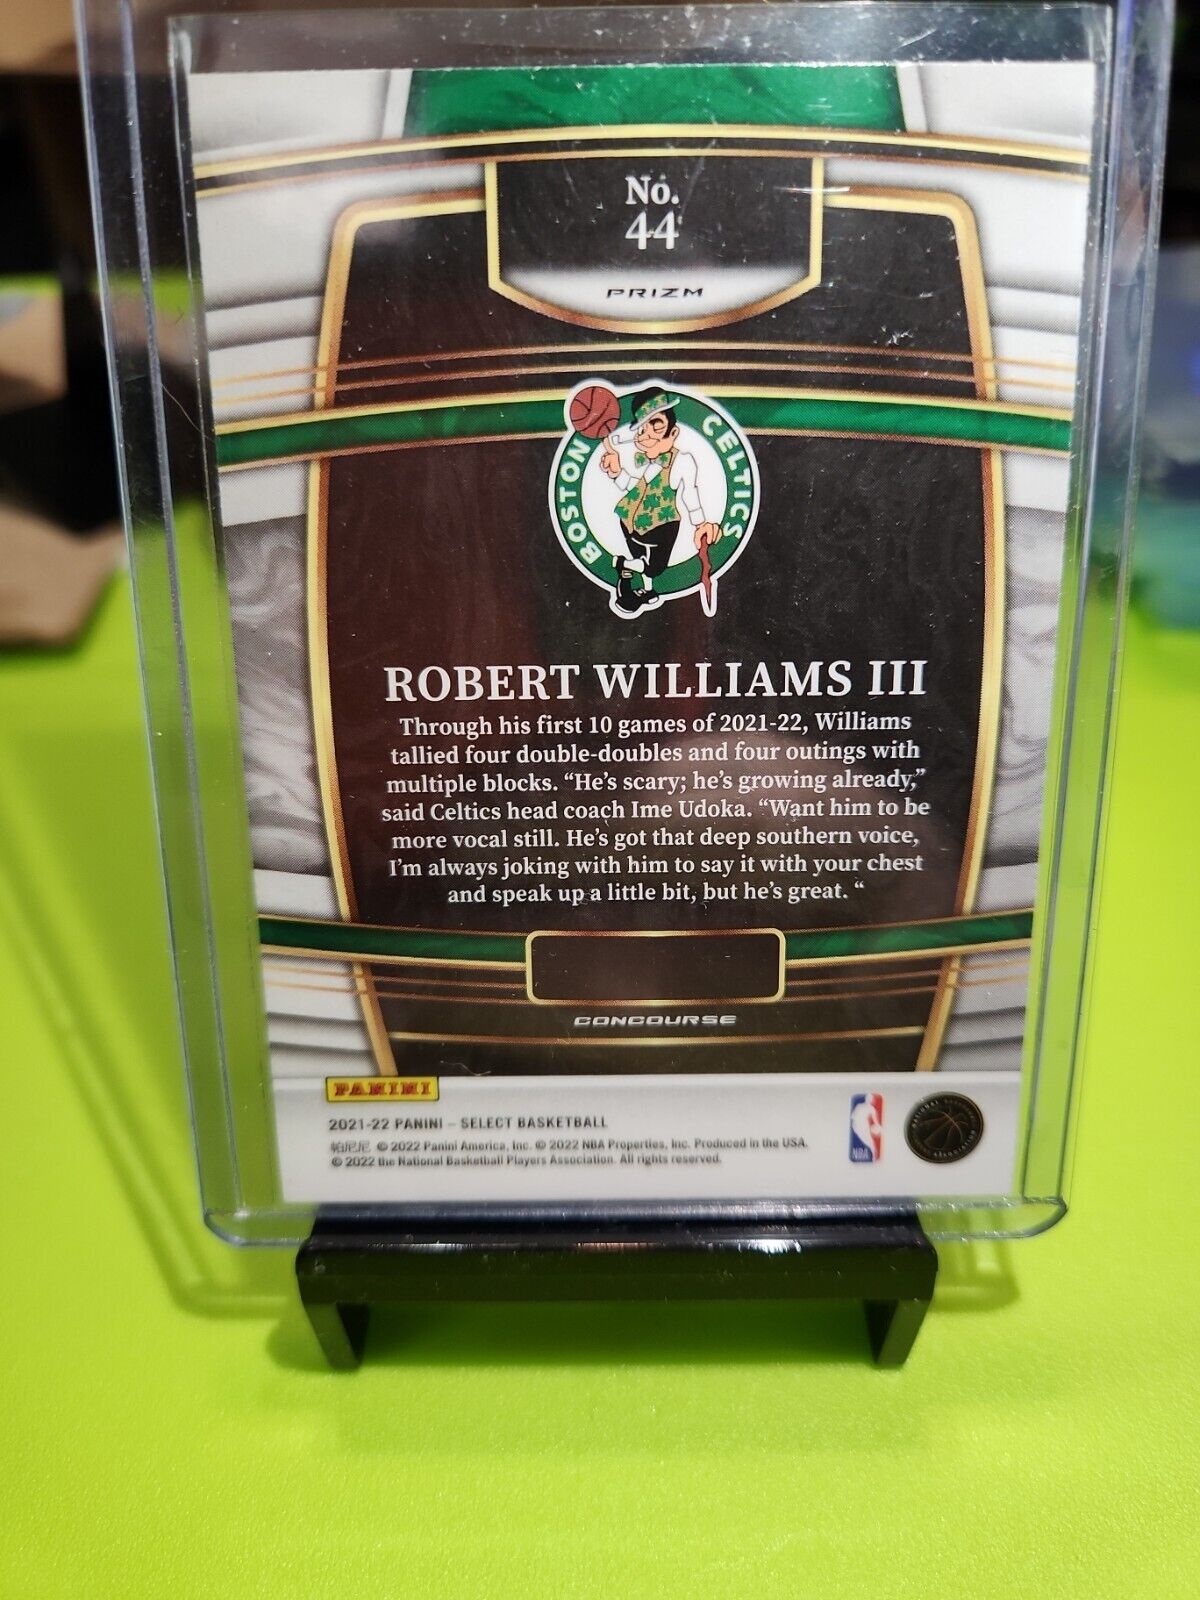 No.
44
PRIZM
BOSTON CELTICS
ROBERT WILLIAMS III
Through his first 10 games of 2021-22, Williams
tallied four double-doubles and four outings with
multiple blocks. “He’s scary; he’s growing already,”
said Celtics head coach Ime Udoka. “Want him to be
more vocal still. He’s got that deep southern voice,
I’m always joking with him to say it with your chest
and speak up a little bit, but he’s great. “
CONCOURSE
PANINI
2021-22 PANINI – SELECT BASKETBALL
帕尼尼 © 2022 Panini America, Inc. © 2022 NBA Properties, Inc. Produced in the USA.
© 2022 the National Basketball Players Association. All rights reserved.
NBA